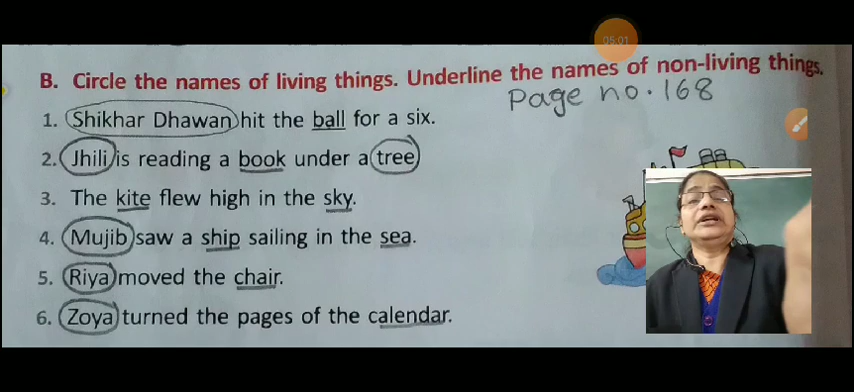 05:01
B. Circle the names of living things. Underline the names of non-living things.
Page no. 168
1. Shikhar Dhawan hit the ball for a six.
2. Jhili is reading a book under a tree
3. The kite flew high in the sky.
4. Mujib saw a ship sailing in the sea.
5. Riya moved the chair.
6. Zoya turned the pages of the calendar.